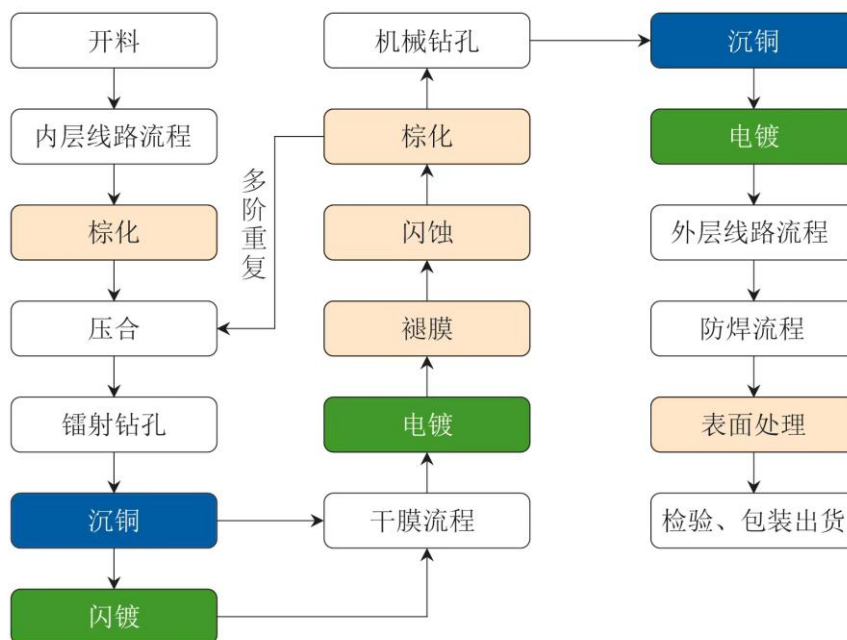 开料
内层线路流程
棕化
压合
镭射钻孔
沉铜
闪镀
多阶重复
机械钻孔
棕化
闪蚀
褪膜
电镀
干膜流程
沉铜
电镀
外层线路流程
防焊流程
表面处理
检验、包装出货